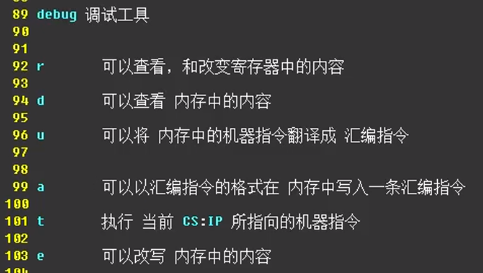 89 debug 调试工具
90
91
92 r 可以查看，和改变寄存器中的内容
93
94 d 可以查看 内存中的内容
95
96 u 可以将 内存中的机器指令翻译成 汇编指令
97
98
99 a 可以以汇编指令的格式在 内存中写入一条汇编指令
100
101 t 执行 当前 CS:IP 所指向的机器指令
102
103 e 可以改写 内存中的内容